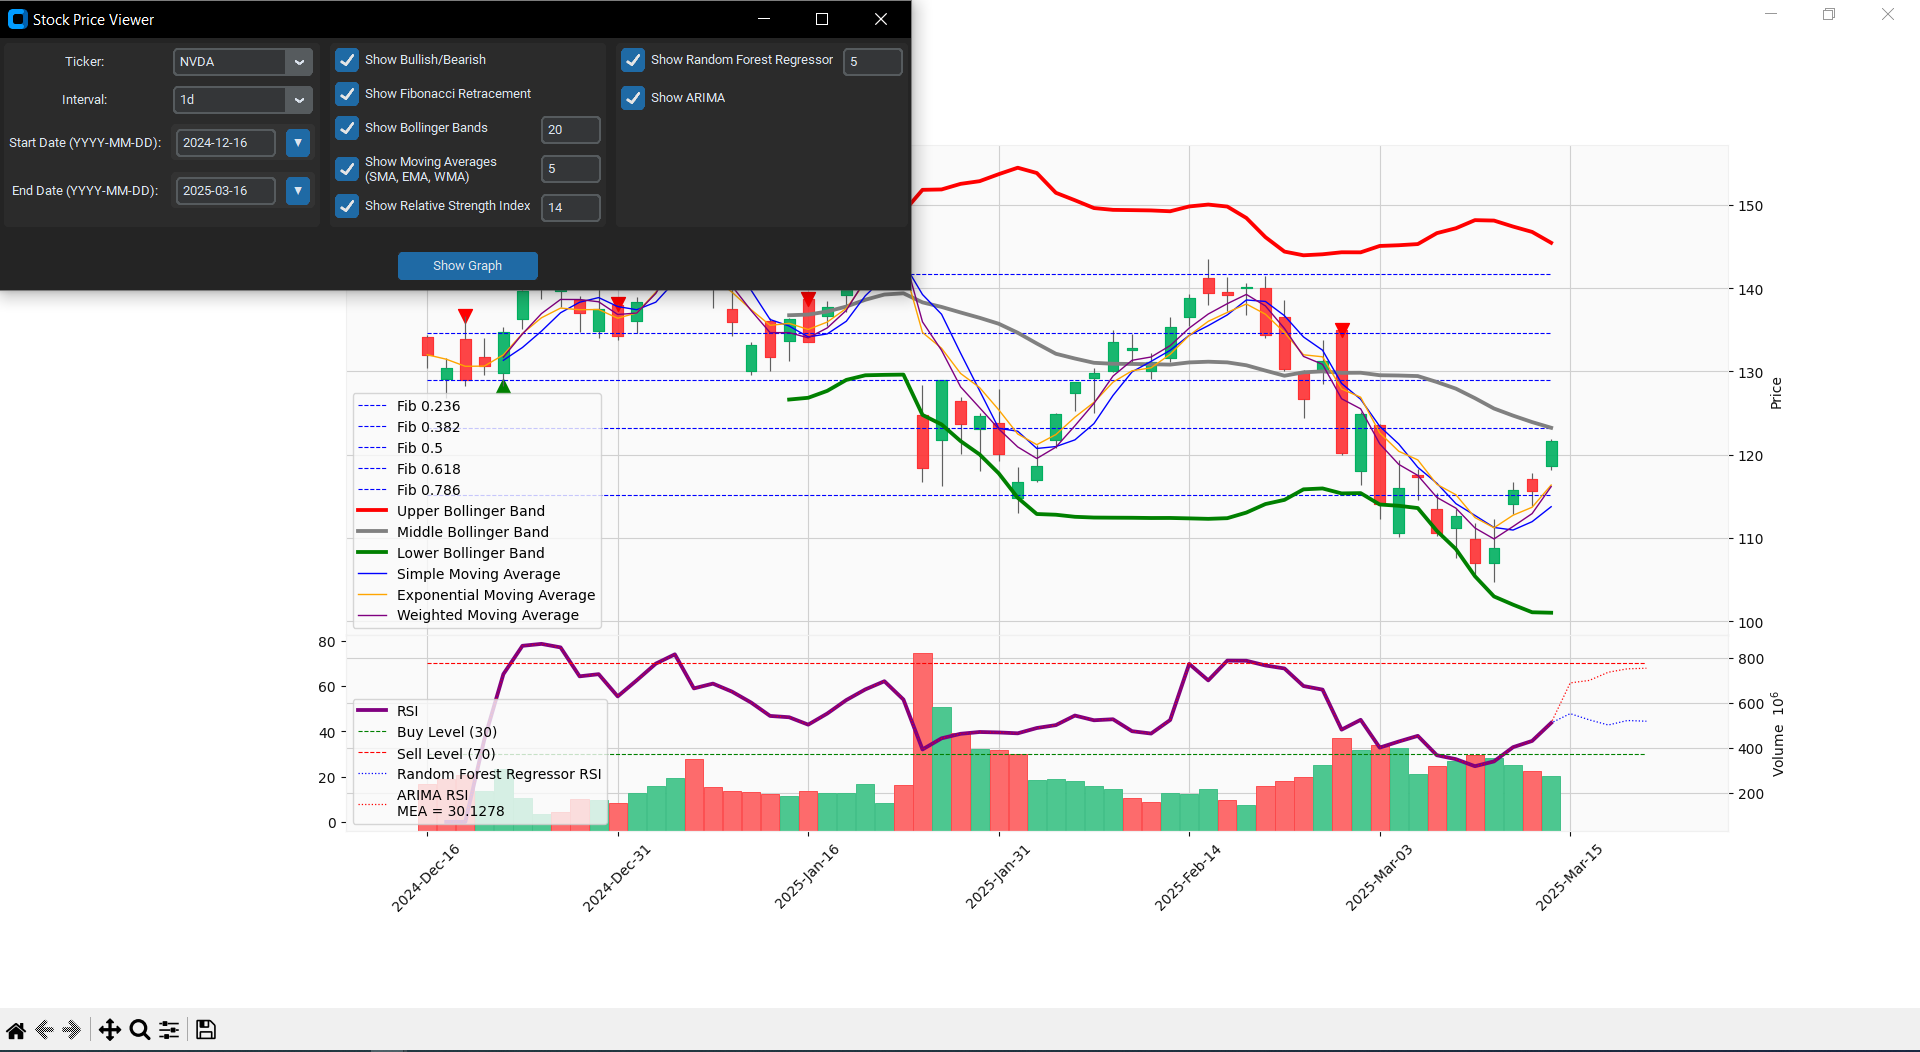 Stock Price Viewer
Ticker:
NVDA
Interval:
1d
Start Date (YYYY-MM-DD):
2024-12-16
End Date (YYYY-MM-DD):
2025-03-16
Show Bullish/Bearish
Show Fibonacci Retracement
Show Bollinger Bands
20
Show Moving Averages
(SMA, EMA, WMA)
5
Show Relative Strength Index
14
Show Random Forest Regressor
5
Show ARIMA
Show Graph
150
140
130
120
110
100
Price
Fib 0.236
Fib 0.382
Fib 0.5
Fib 0.618
Fib 0.786
Upper Bollinger Band
Middle Bollinger Band
Lower Bollinger Band
Simple Moving Average
Exponential Moving Average
Weighted Moving Average
80
60
40
20
0
RSI
Buy Level (30)
Sell Level (70)
Random Forest Regressor RSI
ARIMA RSI
MEA = 30.1278
800
600
400
200
Volume 10⁶
2024-Dec-16
2024-Dec-31
2025-Jan-16
2025-Jan-31
2025-Feb-14
2025-Mar-03
2025-Mar-15